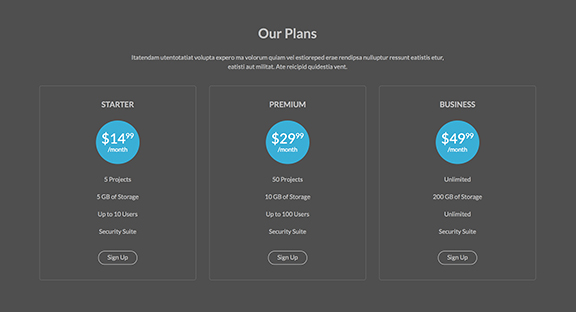 Our Plans
Itatendam utentotatiat volupta expero ma volorum quiam vel estioreped erae rendipsa nulluptur ressunt eatistis etur,
eatisti aut militat. Ate reicipid quidestia vent.
STARTER
$14.99
/month
5 Projects
5 GB of Storage
Up to 10 Users
Security Suite
Sign Up
PREMIUM
$29.99
/month
50 Projects
10 GB of Storage
Up to 100 Users
Security Suite
Sign Up
BUSINESS
$49.99
/month
Unlimited
200 GB of Storage
Unlimited
Security Suite
Sign Up